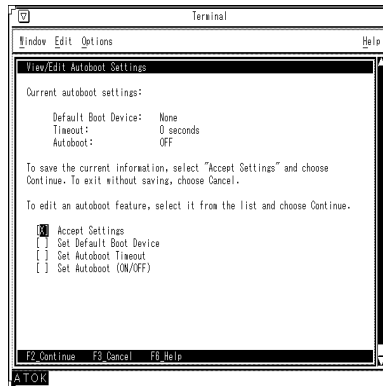 Terminal
Window Edit Options Help
View/Edit Autoboot Settings
Current autoboot settings:
Default Boot Device: None
Timeout: 0 seconds
Autoboot: OFF
To save the current information, select "Accept Settings" and choose
Continue. To exit without saving, choose Cancel.
To edit an autoboot feature, select it from the list and choose Continue.
[X] Accept Settings
[ ] Set Default Boot Device
[ ] Set Autoboot Timeout
[ ] Set Autoboot (ON/OFF)
F2_Continue F3_Cancel F6_Help
ATOK